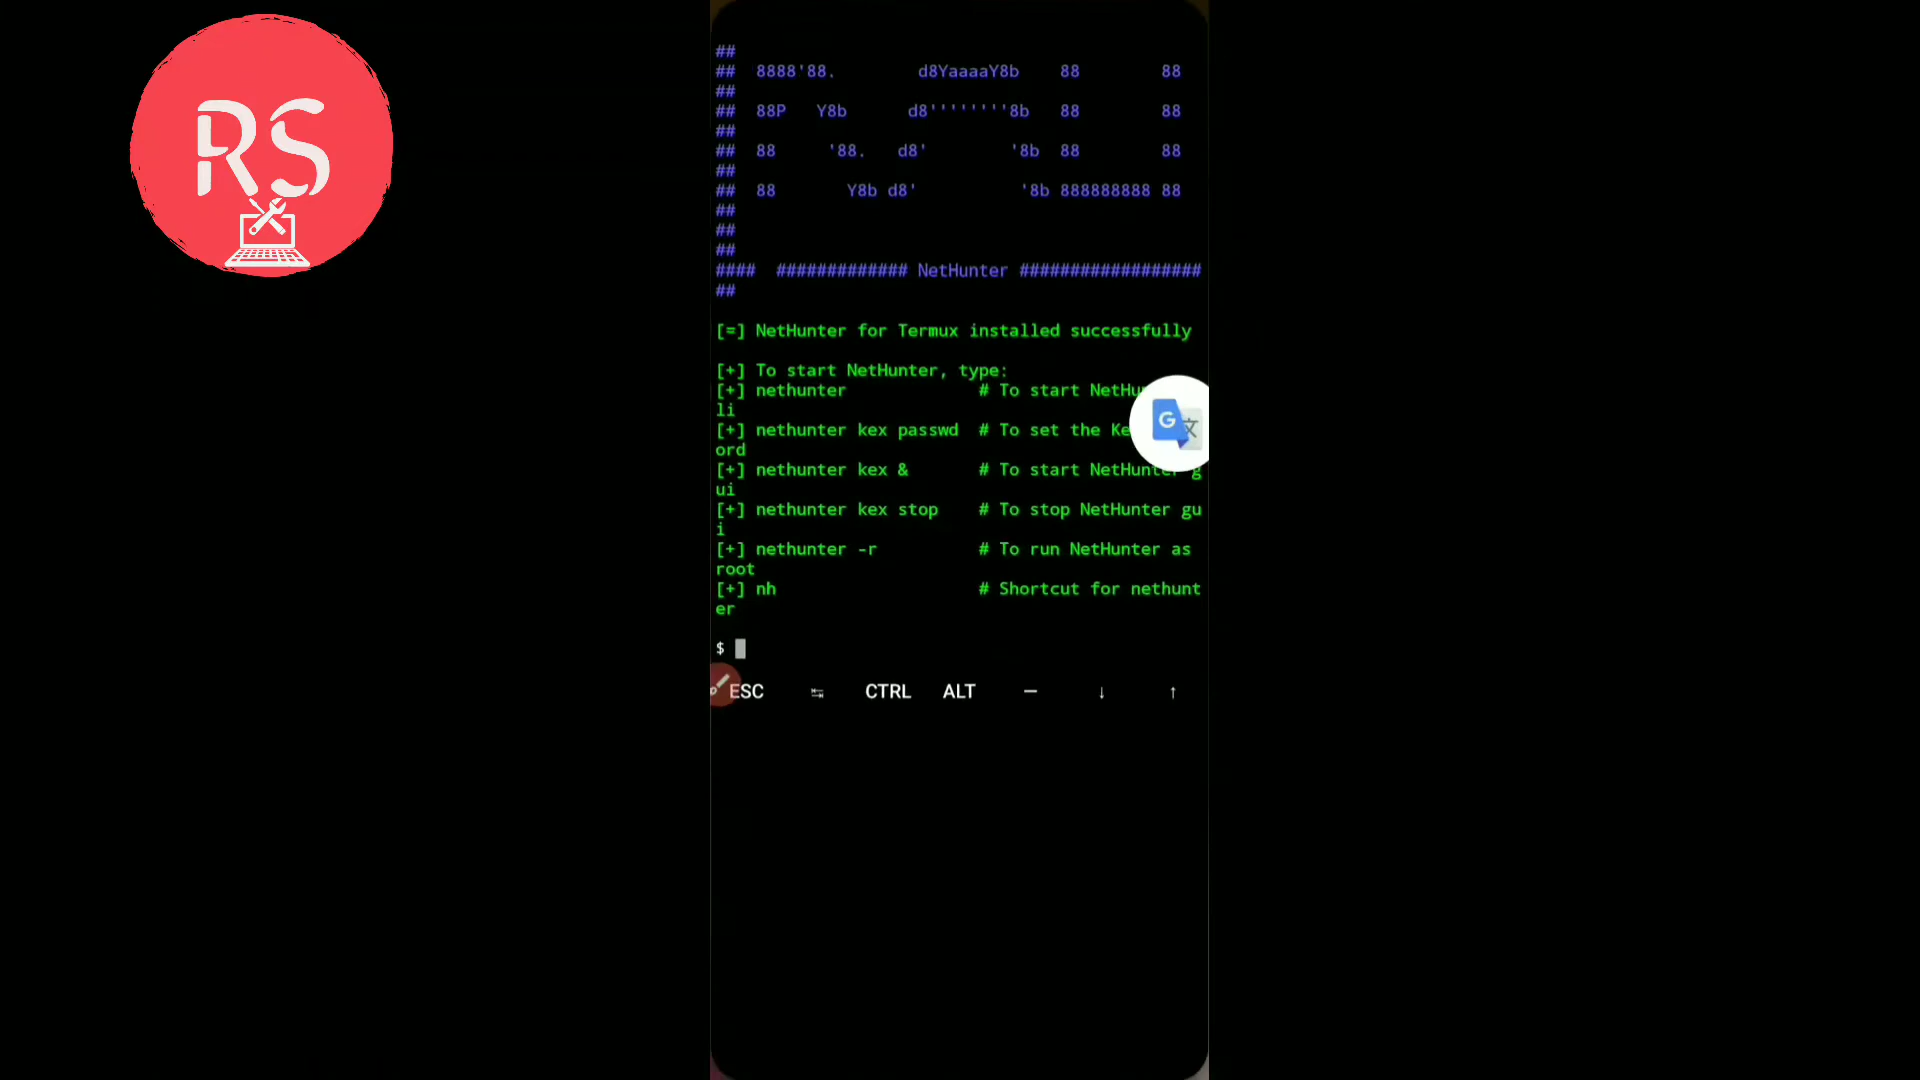 RS
##
##  8888'88.        d8YaaaaY8b    88        88
##
##  88P   Y8b      d8''''''''8b   88        88
##
##  88     '88.   d8'        '8b  88        88
##
##  88       Y8b d8'          '8b 888888888 88
##
##
##
####  ############# NetHunter ##################
##
[=] NetHunter for Termux installed successfully
[+] To start NetHunter, type:
[+] nethunter             # To start
li
[+] nethunter kex passwd  # To set the
ord
[+] nethunter kex &       # To start NetHunter g
ui
[+] nethunter kex stop    # To stop NetHunter gu
i
[+] nethunter -r          # To run NetHunter as
root
[+] nh                    # Shortcut for nethunt
er
$
ESC ↹ CTRL ALT — ↓ ↑